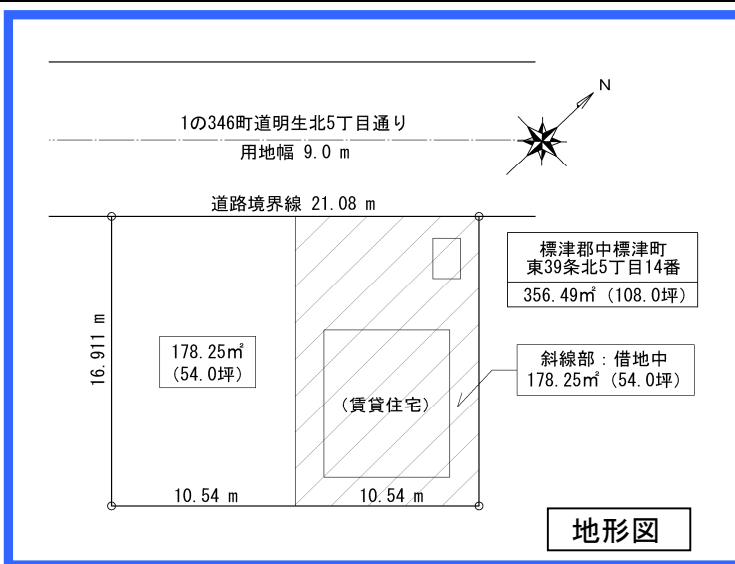 N
1の346町道明生北5丁目通り
用地幅 9.0 m
道路境界線 21.08 m
標津郡中標津町
東39条北5丁目14番
356.49㎡ (108.0坪)
178.25㎡
(54.0坪)
16.911 m
斜線部：借地中
178.25㎡ (54.0坪)
(賃貸住宅)
10.54 m
10.54 m
地形図